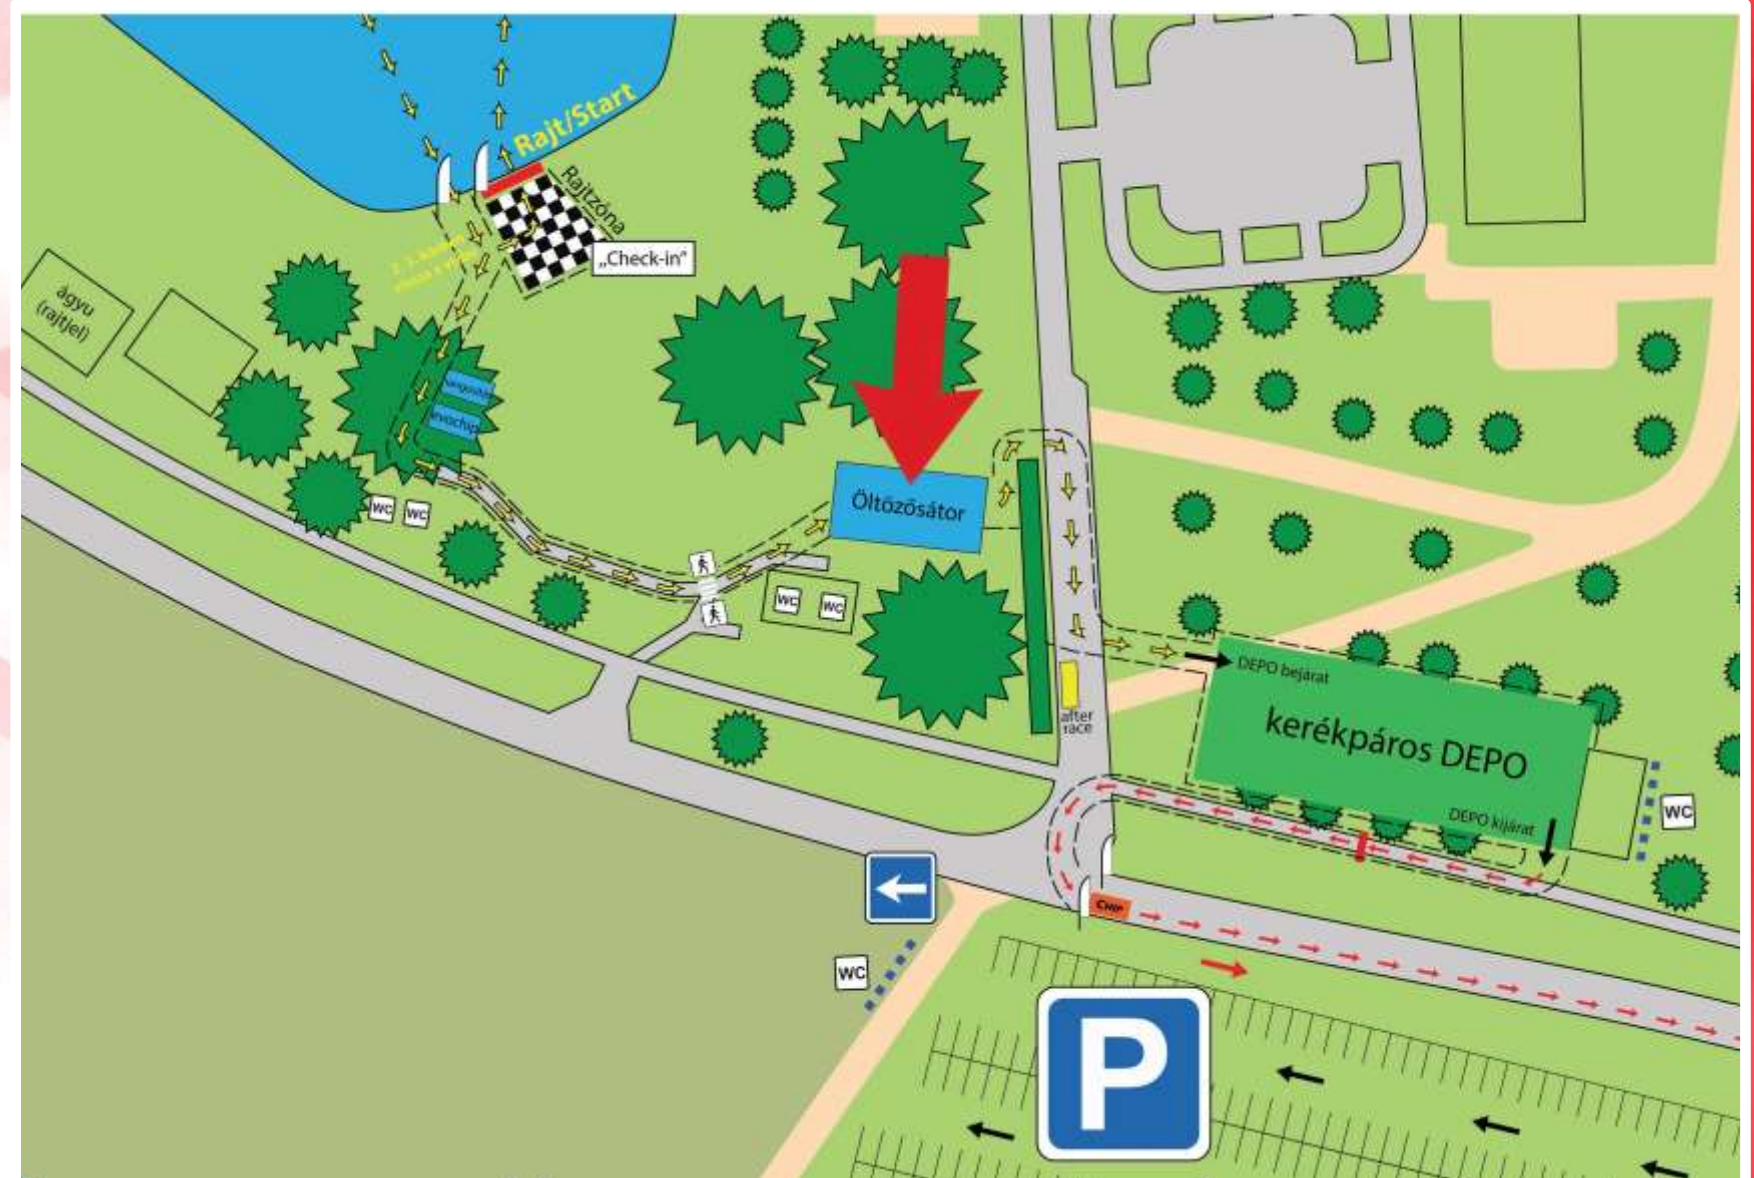 Rajt/Start
Rajtzóna
„Check-in"
ágyu
(rajtjel)
WC
WC
Öltözősátor
WC
WC
DEPO bejárat
kerékpáros DEPO
DEPO kijárat
after
race
WC
CHIP
WC
P